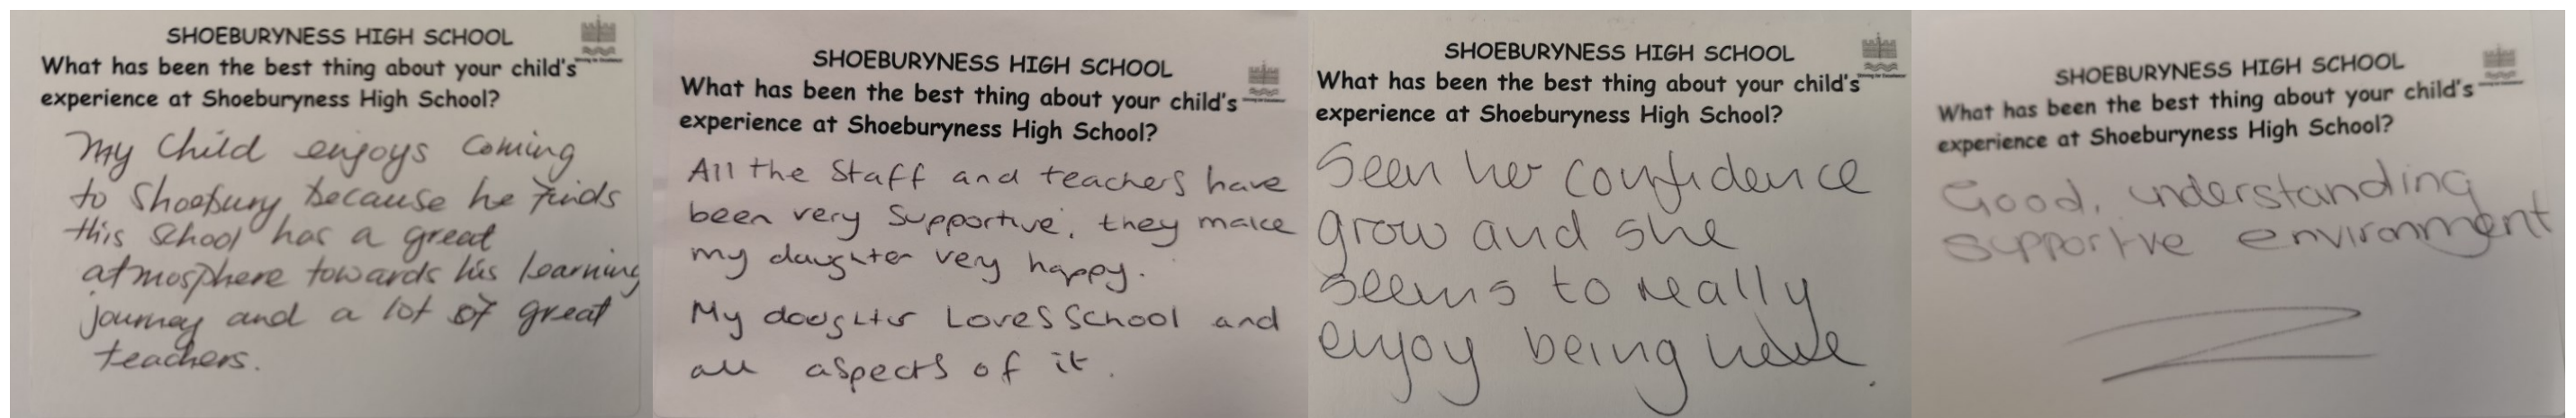 SHOEBURYNESS HIGH SCHOOL
What has been the best thing about your child's
experience at Shoeburyness High School?
My Child enjoys Coming
to Shoebury because he finds
this school has a great
atmosphere towards his learning
journey and a lot of great
teachers.
SHOEBURYNESS HIGH SCHOOL
What has been the best thing about your child's
experience at Shoeburyness High School?
All the Staff and teachers have
been very Supportive, they make
my daughter very happy.
My daughter Loves School and
all aspects of it.
SHOEBURYNESS HIGH SCHOOL
What has been the best thing about your child's
experience at Shoeburyness High School?
Seen her confidence
grow and she
seems to really
enjoy being here.
SHOEBURYNESS HIGH SCHOOL
What has been the best thing about your child's
experience at Shoeburyness High School?
Good, understanding
supportive environment